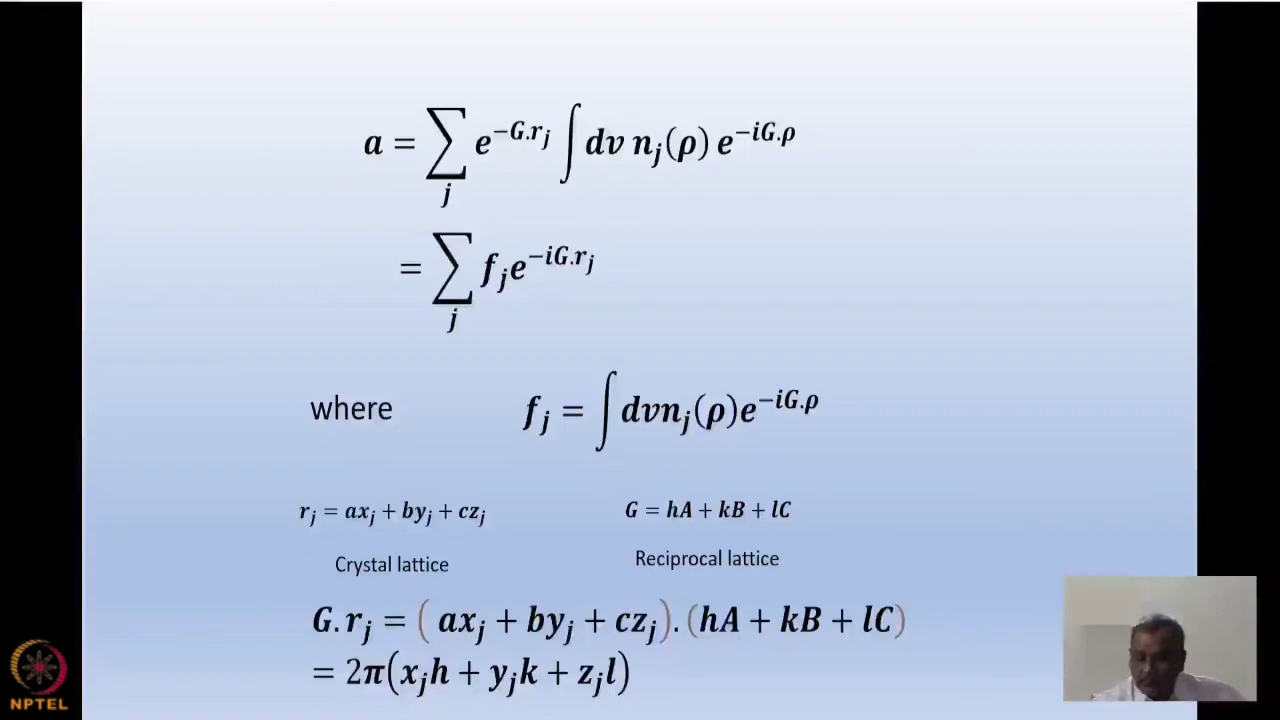 a = ∑_j e^{-G.r_j} ∫ dv n_j(ρ) e^{-iG.ρ}
= ∑_j f_j e^{-iG.r_j}
where f_j = ∫ dvn_j(ρ)e^{-iG.ρ}
r_j = ax_j + by_j + cz_j G = hA + kB + lC
Crystal lattice Reciprocal lattice
G.r_j = ( ax_j + by_j + cz_j).(hA + kB + lC)
= 2π(x_jh + y_jk + z_jl)
NPTEL